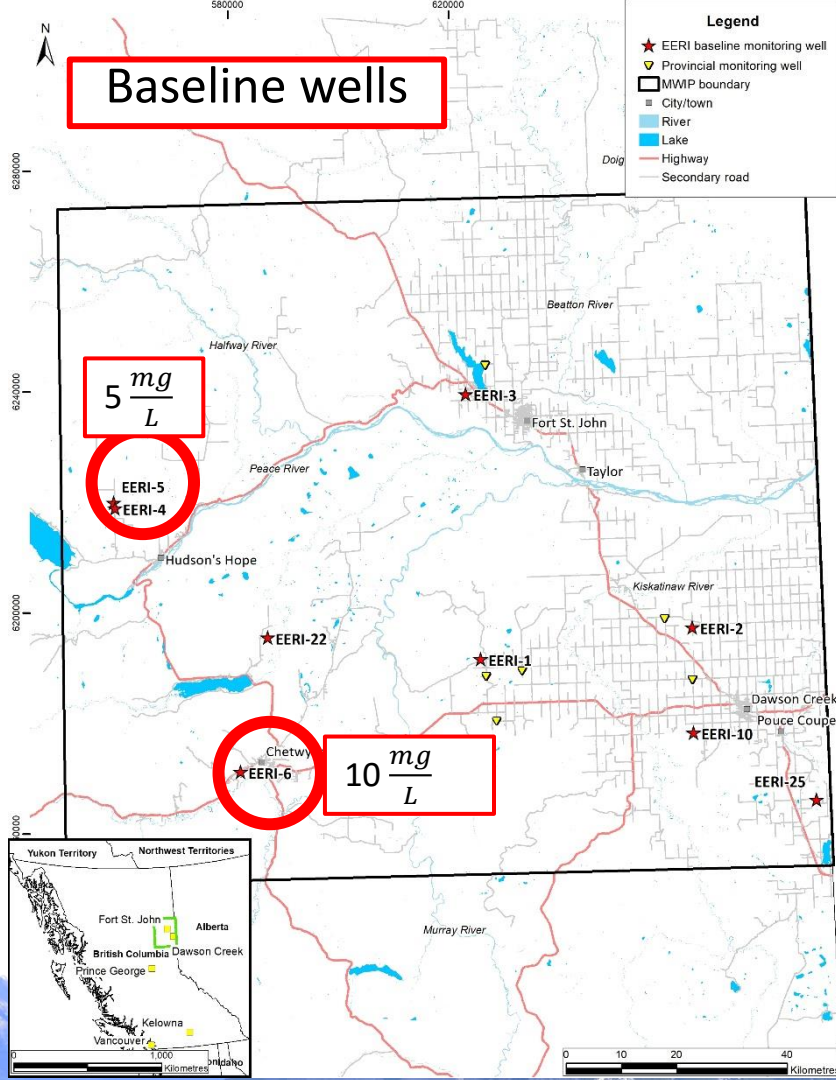 580000
620000
N
Baseline wells
Legend
EERI baseline monitoring well
Provincial monitoring well
MWIP boundary
City/town
River
Lake
Highway
Secondary road
6280000
Doig
Beatton River
Halfway River
6240000
5 mg/L
EERI-3
Fort St. John
Peace River
Taylor
EERI-5
EERI-4
Hudson's Hope
Kiskatinaw River
6200000
EERI-2
EERI-22
EERI-1
Dawson Creek
Pouce Coupe
EERI-10
Chetwy
EERI-6
10 mg/L
EERI-25
Yukon Territory
Northwest Territories
Fort St. John
Alberta
British Columbia
Dawson Creek
Prince George
Kelowna
Vancouver
0
1,000
Kilometres
Idaho
Murray River
0 10 20 40
Kilometres